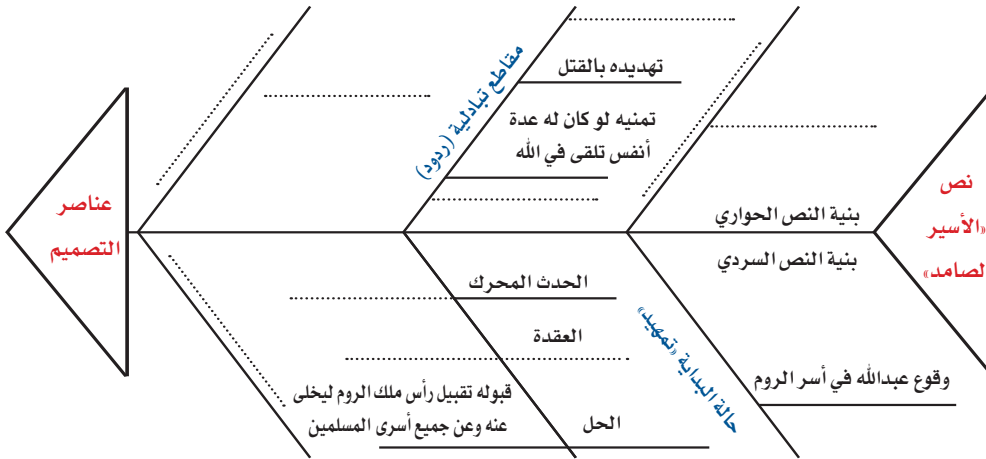 نص
«الأسير
لصامد»
بنية النص الحواري
بنية النص السردي
وقوع عبدالله في أسر الروم
حالة البداية «تمهيد»
مقاطع تبادلية (ردود)
تهديده بالقتل
تمنيه لو كان له عدة
أنفس تلقى في الله
الحدث المحرك
العقدة
الحل
قبوله تقبيل رأس ملك الروم ليخلى
عنه وعن جميع أسرى المسلمين
عناصر
التصميم